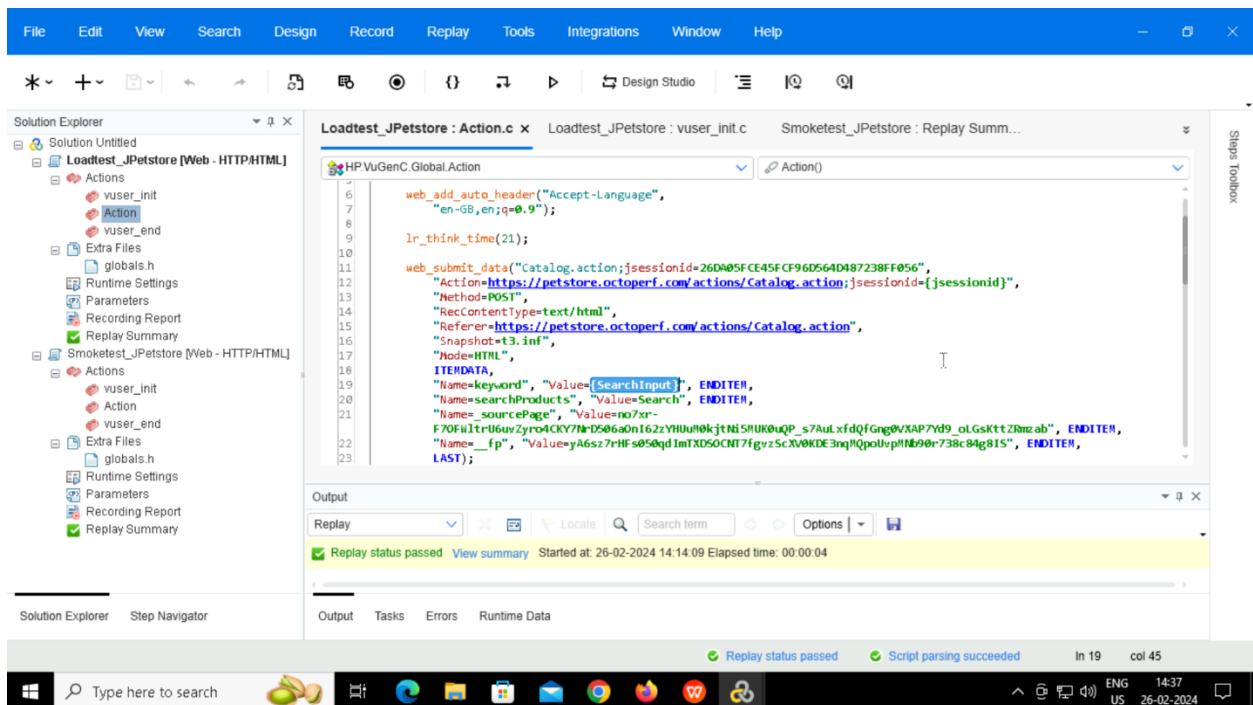 File Edit View Search Design Record Replay Tools Integrations Window Help
Design Studio
Solution Explorer
Solution Untitled
Loadtest_JPetstore [Web - HTTP/HTML]
Actions
vuser_init
Action
vuser_end
Extra Files
globals.h
Runtime Settings
Parameters
Recording Report
Replay Summary
Smoketest_JPetstore [Web - HTTP/HTML]
Actions
vuser_init
Action
vuser_end
Extra Files
globals.h
Runtime Settings
Parameters
Recording Report
Replay Summary
Solution Explorer Step Navigator
Loadtest_JPetstore : Action.c x Loadtest_JPetstore : vuser_init.c Smoketest_JPetstore : Replay Summ...
HP.VuGenC.Global.Action Action()
6 web_add_auto_header("Accept-Language",
7 "en-GB,en;q=0.9");
8
9 lr_think_time(21);
10
11 web_submit_data("Catalog.action;jsessionid=26DA05FCE45FCF96D564D487238FF056",
12 "Action=https://petstore.octoperf.com/actions/Catalog.action;jsessionid={jsessionid}",
13 "Method=POST",
14 "RecContentType=text/html",
15 "Referer=https://petstore.octoperf.com/actions/Catalog.action",
16 "Snapshot=t3.inf",
17 "Mode=HTML",
18 ITEMDATA,
19 "Name=keyword", "Value={SearchInput}", ENDITEM,
20 "Name=searchProducts", "Value=Search", ENDITEM,
21 "Name=_sourcePage", "Value=no7xr-
F7OFWltrU6uvZyro4CKY7NrD506aOnI62zYHUuM0kjtNi5MUK0uQP_s7AuLxfdQfGng0VXAP7Yd9_oLGsKttZRmzab", ENDITEM,
22 "Name=__fp", "Value=yA6sz7rHFs050qdImTXDSOCNT7fgvzScXV0KDE3nqMQpoUvpMNb90r738c84g8IS", ENDITEM,
23 LAST);
Output
Replay Locate Search term Options
Replay status passed View summary Started at: 26-02-2024 14:14:09 Elapsed time: 00:00:04
Output Tasks Errors Runtime Data
Steps Toolbox
Replay status passed Script parsing succeeded ln 19 col 45
Type here to search
ENG 14:37
US 26-02-2024